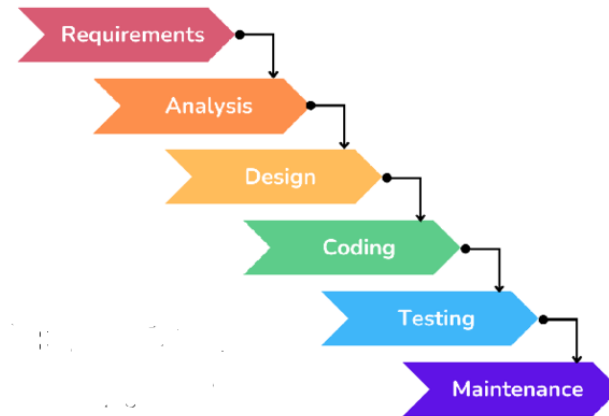 Requirements
Analysis
Design
Coding
Testing
Maintenance